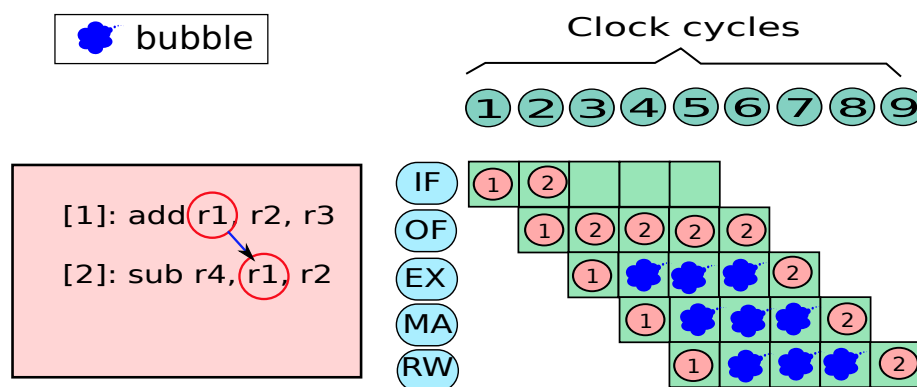 bubble
Clock cycles
1 2 3 4 5 6 7 8 9
[1]: add r1, r2, r3
[2]: sub r4, r1, r2
IF 1 2
OF 1 2 2 2 2
EX 1 2
MA 1 2
RW 1 2